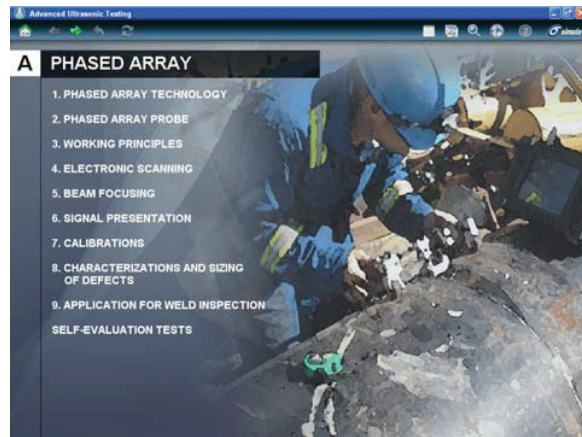 Advanced Ultrasonic Testing
A PHASED ARRAY
1. PHASED ARRAY TECHNOLOGY
2. PHASED ARRAY PROBE
3. WORKING PRINCIPLES
4. ELECTRONIC SCANNING
5. BEAM FOCUSING
6. SIGNAL PRESENTATION
7. CALIBRATIONS
8. CHARACTERIZATIONS AND SIZING
OF DEFECTS
9. APPLICATION FOR WELD INSPECTION
SELF-EVALUATION TESTS